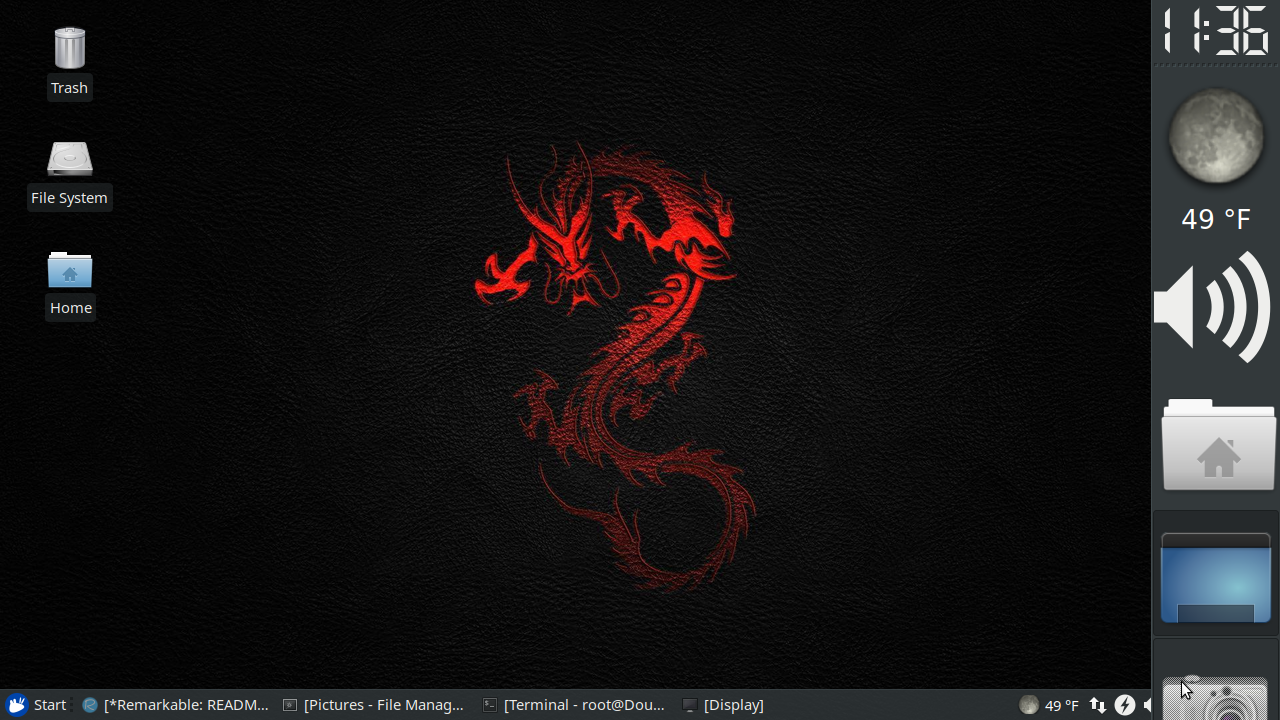 11:36
Trash
49 °F
File System
Home
Start
[*Remarkable: READM...
[Pictures - File Manag...
[Terminal - root@Dou...
[Display]
49 °F